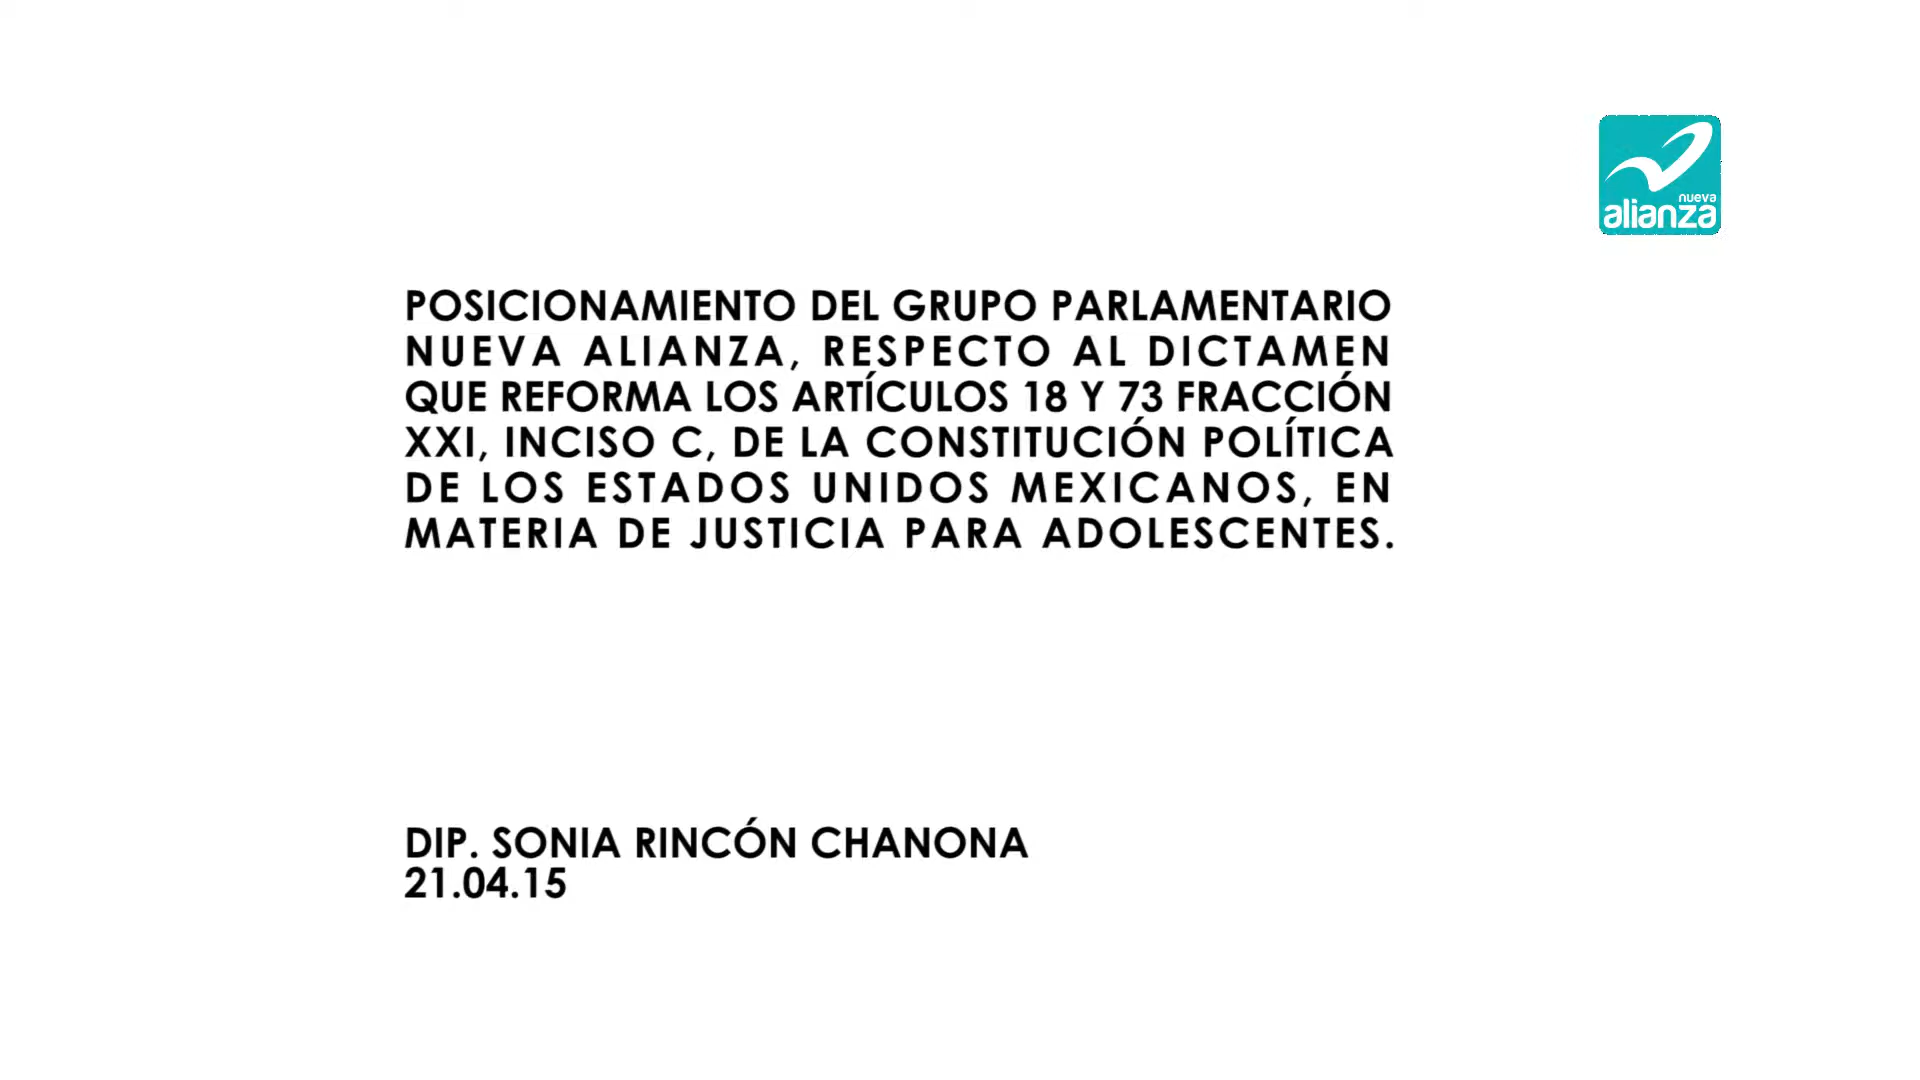 nueva
alianza
POSICIONAMIENTO DEL GRUPO PARLAMENTARIO
NUEVA ALIANZA, RESPECTO AL DICTAMEN
QUE REFORMA LOS ARTÍCULOS 18 Y 73 FRACCIÓN
XXI, INCISO C, DE LA CONSTITUCIÓN POLÍTICA
DE LOS ESTADOS UNIDOS MEXICANOS, EN
MATERIA DE JUSTICIA PARA ADOLESCENTES.
DIP. SONIA RINCÓN CHANONA
21.04.15